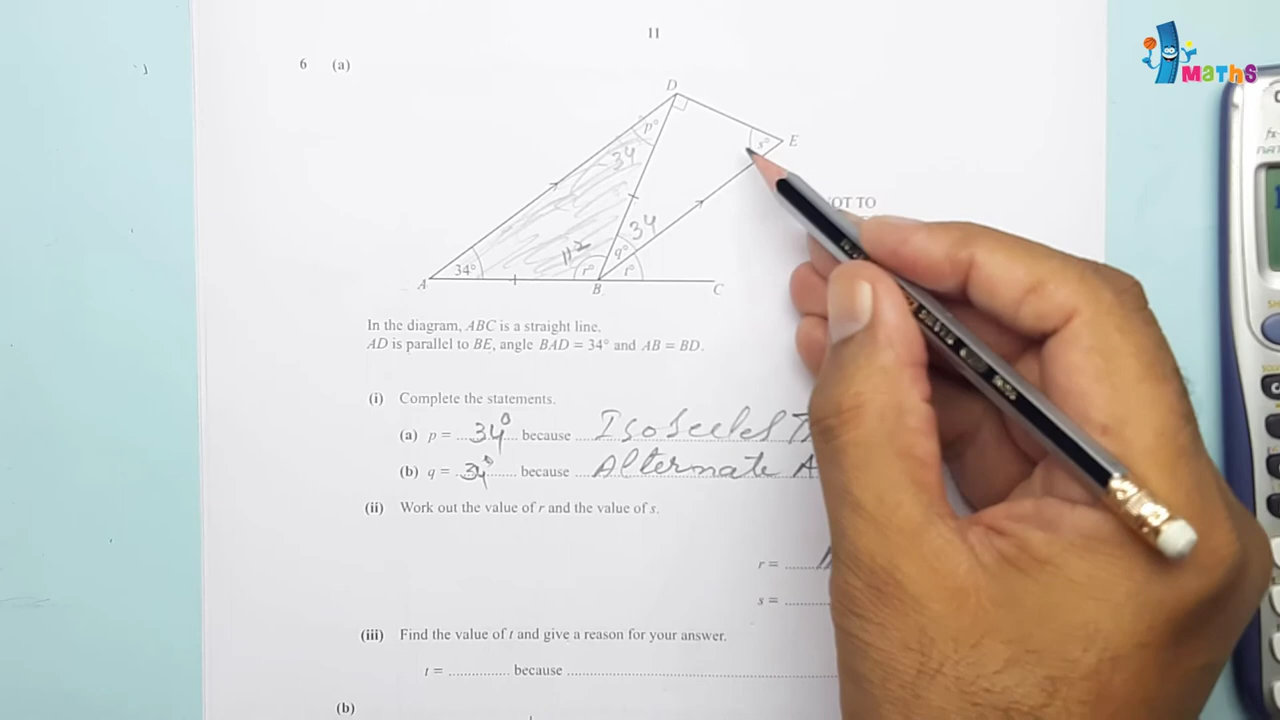 11
MATHS
6 (a)
D
p°
E
s°
34
OT TO
34
112
q°
34°
r°
t°
A
B
C
In the diagram, ABC is a straight line.
AD is parallel to BE, angle BAD = 34° and AB = BD.
(i) Complete the statements.
(a) p = 34° because Isosceles
(b) q = 34° because Alternate A
(ii) Work out the value of r and the value of s.
r =
s =
(iii) Find the value of t and give a reason for your answer.
t = ............... because
(b)